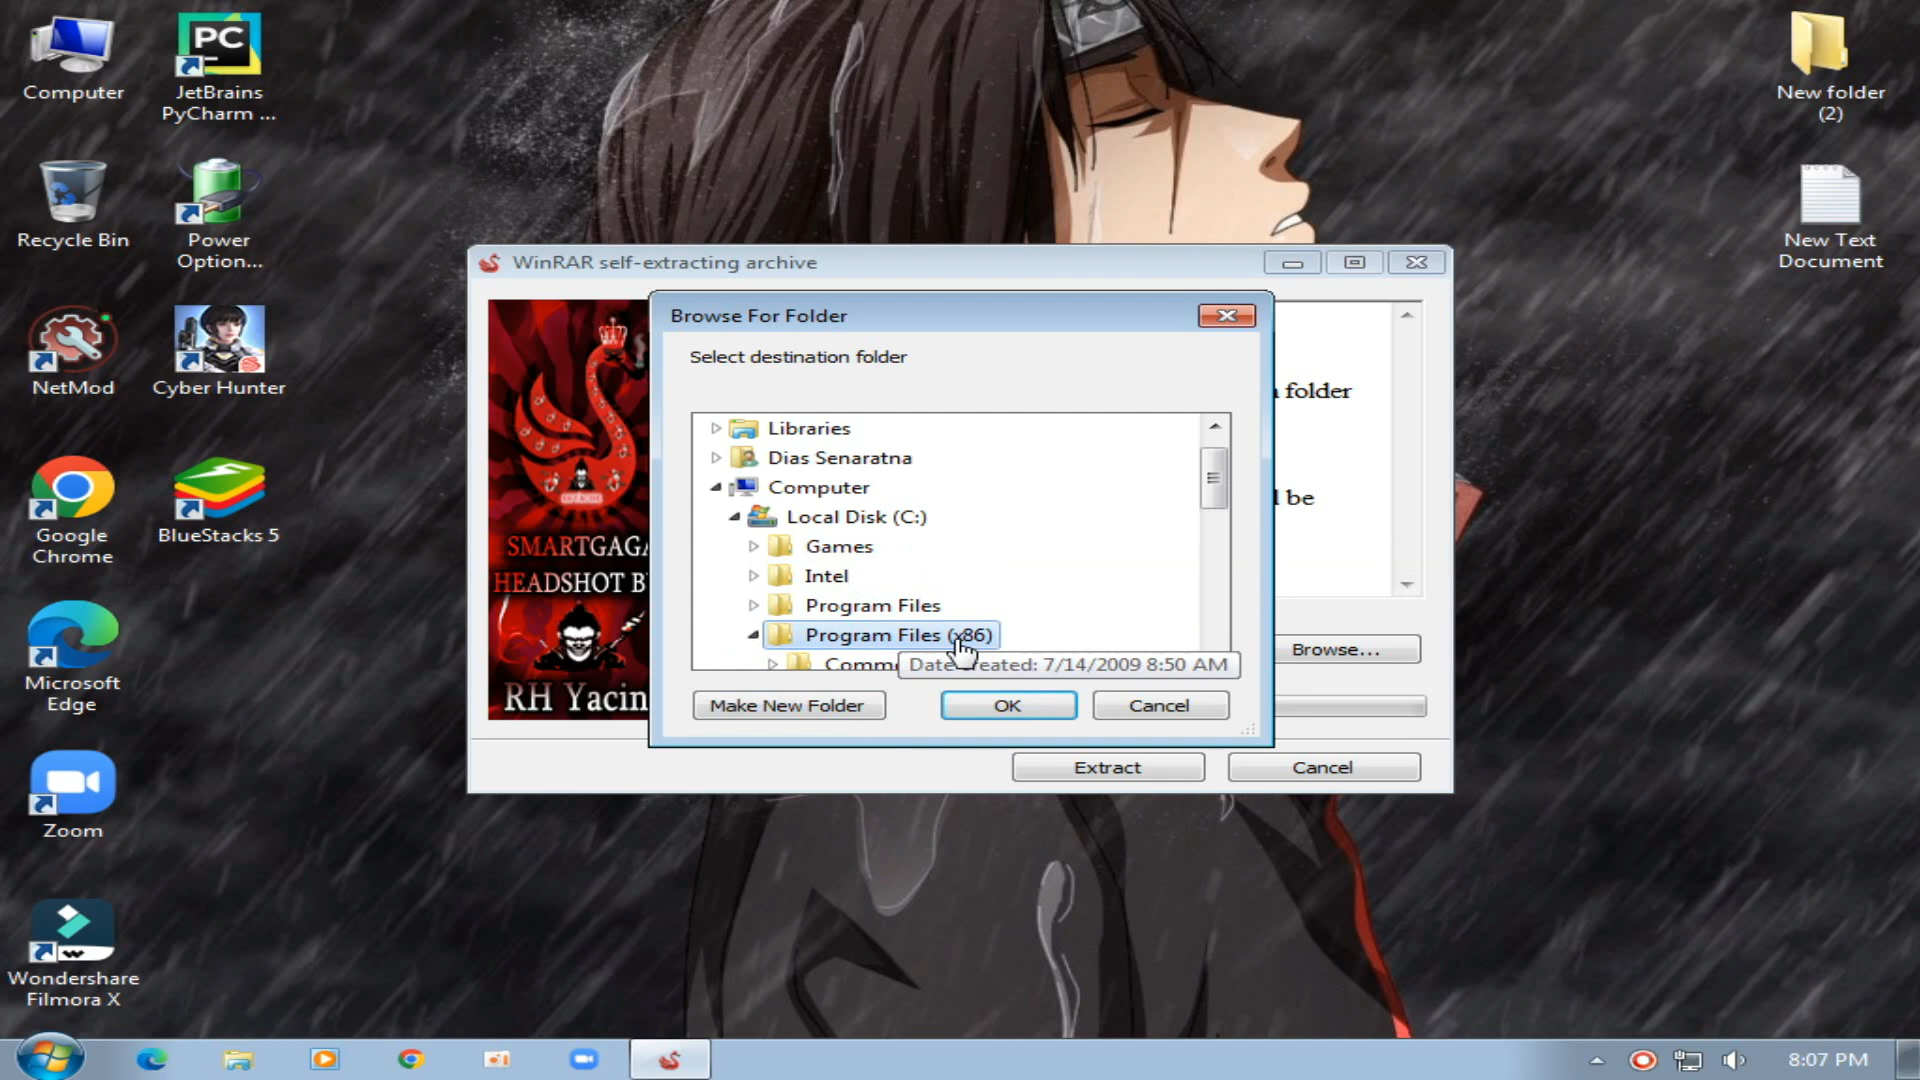 Computer
PC
JetBrains
PyCharm ...
Recycle Bin
Power
Option...
NetMod
Cyber Hunter
Google
Chrome
BlueStacks 5
Microsoft
Edge
Zoom
Wondershare
Filmora X
New folder
(2)
New Text
Document
WinRAR self-extracting archive
SMARTGAGA
HEADSHOT B
RH Yacin
folder
be
Browse...
Extract
Cancel
Browse For Folder
Select destination folder
Libraries
Dias Senaratna
Computer
Local Disk (C:)
Games
Intel
Program Files
Program Files (x86)
Comm
Date created: 7/14/2009 8:50 AM
Make New Folder
OK
Cancel
8:07 PM